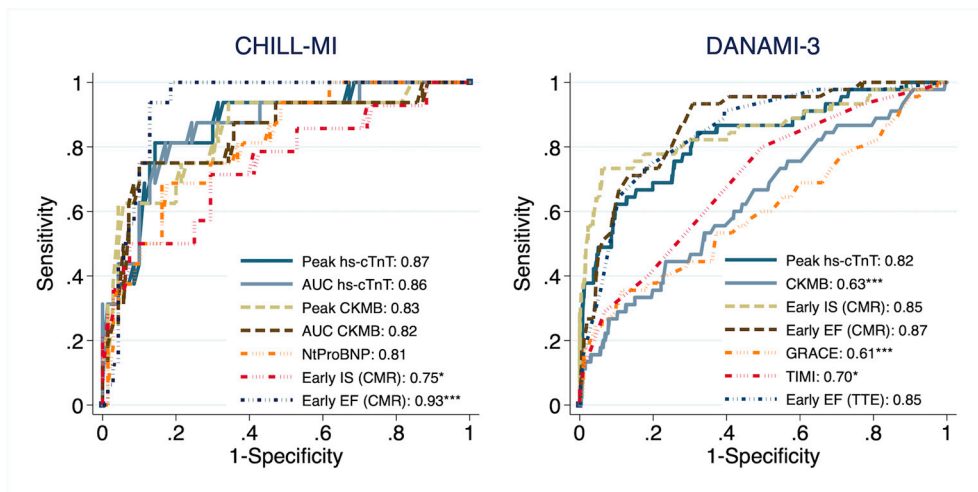 CHILL-MI
DANAMI-3
1
.8
.6
.4
.2
0
Sensitivity
Peak hs-cTnT: 0.87
AUC hs-cTnT: 0.86
Peak CKMB: 0.83
AUC CKMB: 0.82
NtProBNP: 0.81
Early IS (CMR): 0.75*
Early EF (CMR): 0.93***
0 .2 .4 .6 .8 1
1-Specificity
1
.8
.6
.4
.2
0
Sensitivity
Peak hs-cTnT: 0.82
CKMB: 0.63***
Early IS (CMR): 0.85
Early EF (CMR): 0.87
GRACE: 0.61***
TIMI: 0.70*
Early EF (TTE): 0.85
0 .2 .4 .6 .8 1
1-Specificity